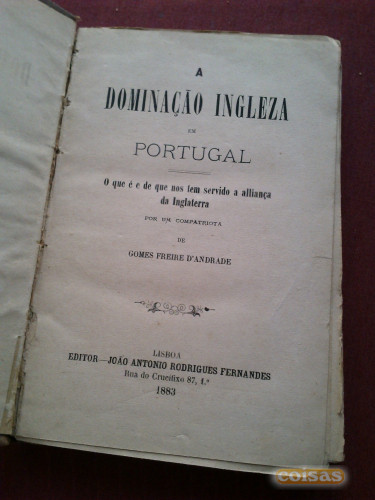 A
DOMINAÇÃO INGLEZA
EM
PORTUGAL
O que é e de que nos tem servido a alliança
da Inglaterra
POR UM COMPATRIOTA
DE
GOMES FREIRE D'ANDRADE
LISBOA
EDITOR—JOÃO ANTONIO RODRIGUES FERNANDES
Rua do Crucifixo 87, 1.º
1883
coisas